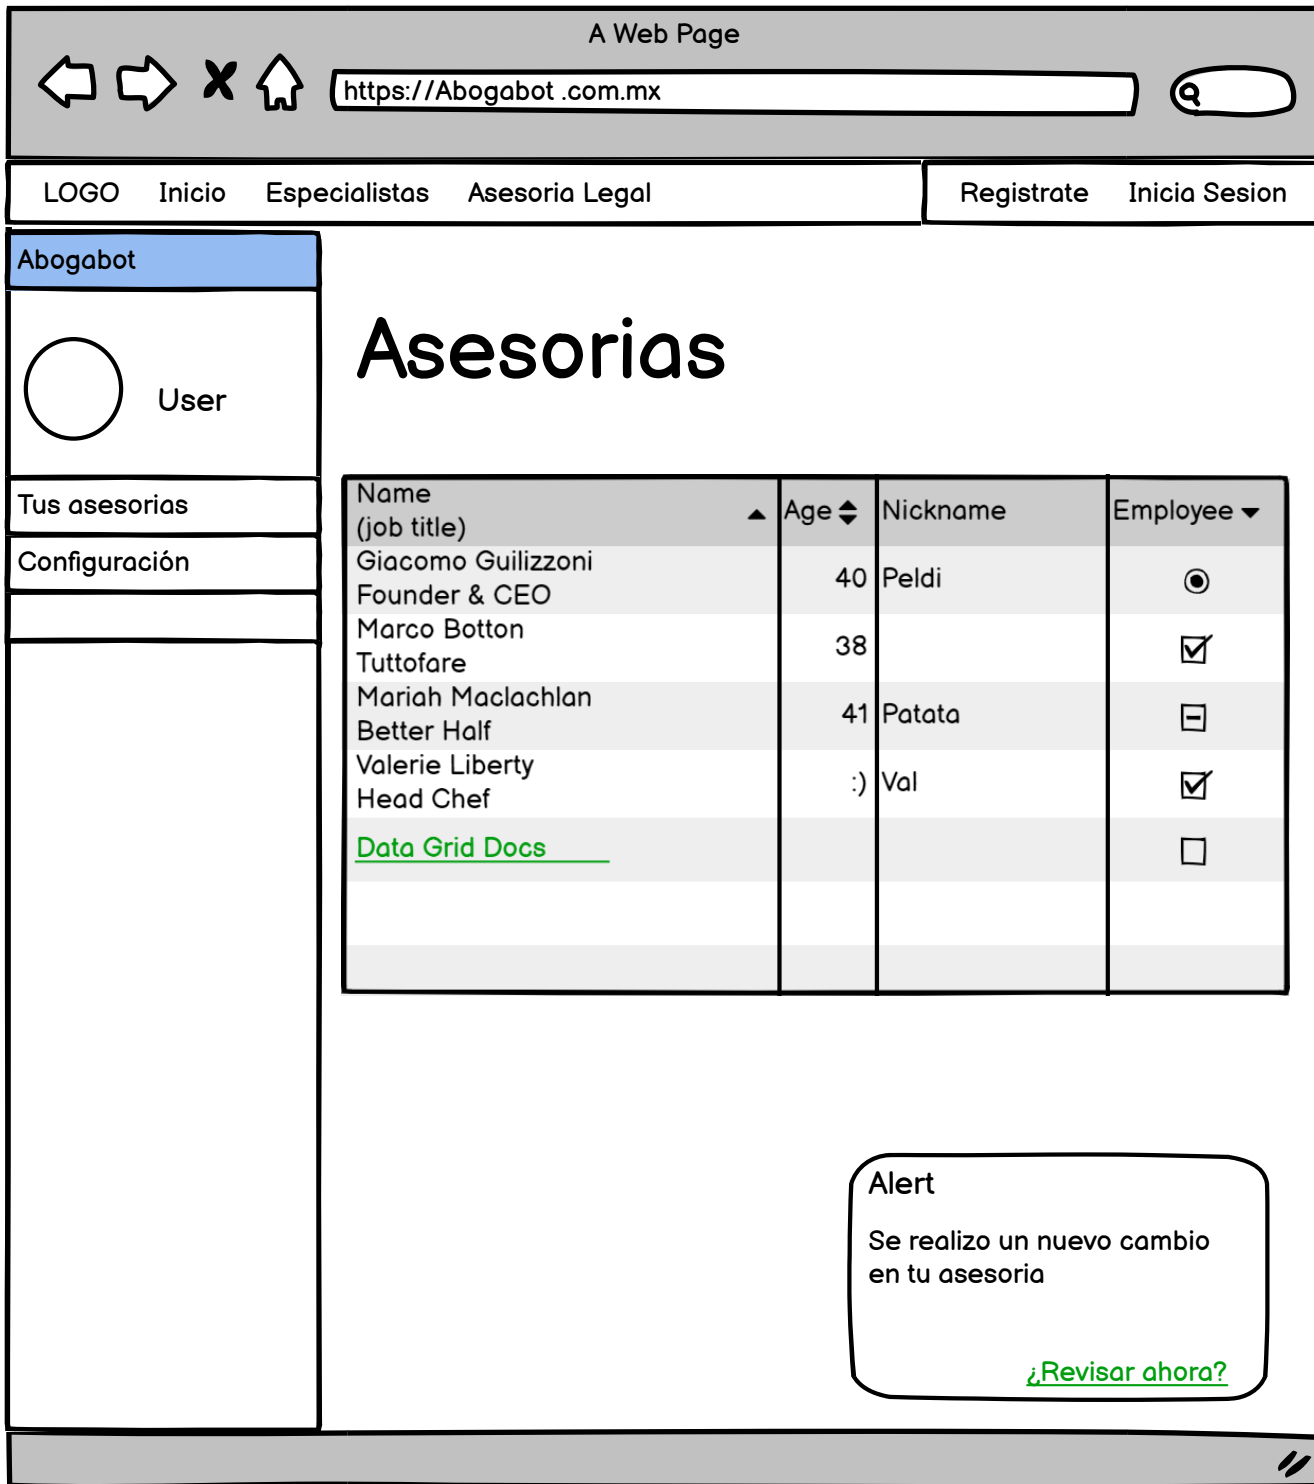 A Web Page
https://Abogabot .com.mx
LOGO Inicio Especialistas Asesoria Legal Registrate Inicia Sesion
Abogabot
User
Tus asesorias
Configuración
Asesorias
Name
(job title)
Age
Nickname
Employee
Giacomo Guilizzoni
Founder & CEO
40
Peldi
Marco Botton
Tuttofare
38
Mariah Maclachlan
Better Half
41
Patata
Valerie Liberty
Head Chef
:)
Val
Data Grid Docs
Alert
Se realizo un nuevo cambio
en tu asesoria
¿Revisar ahora?